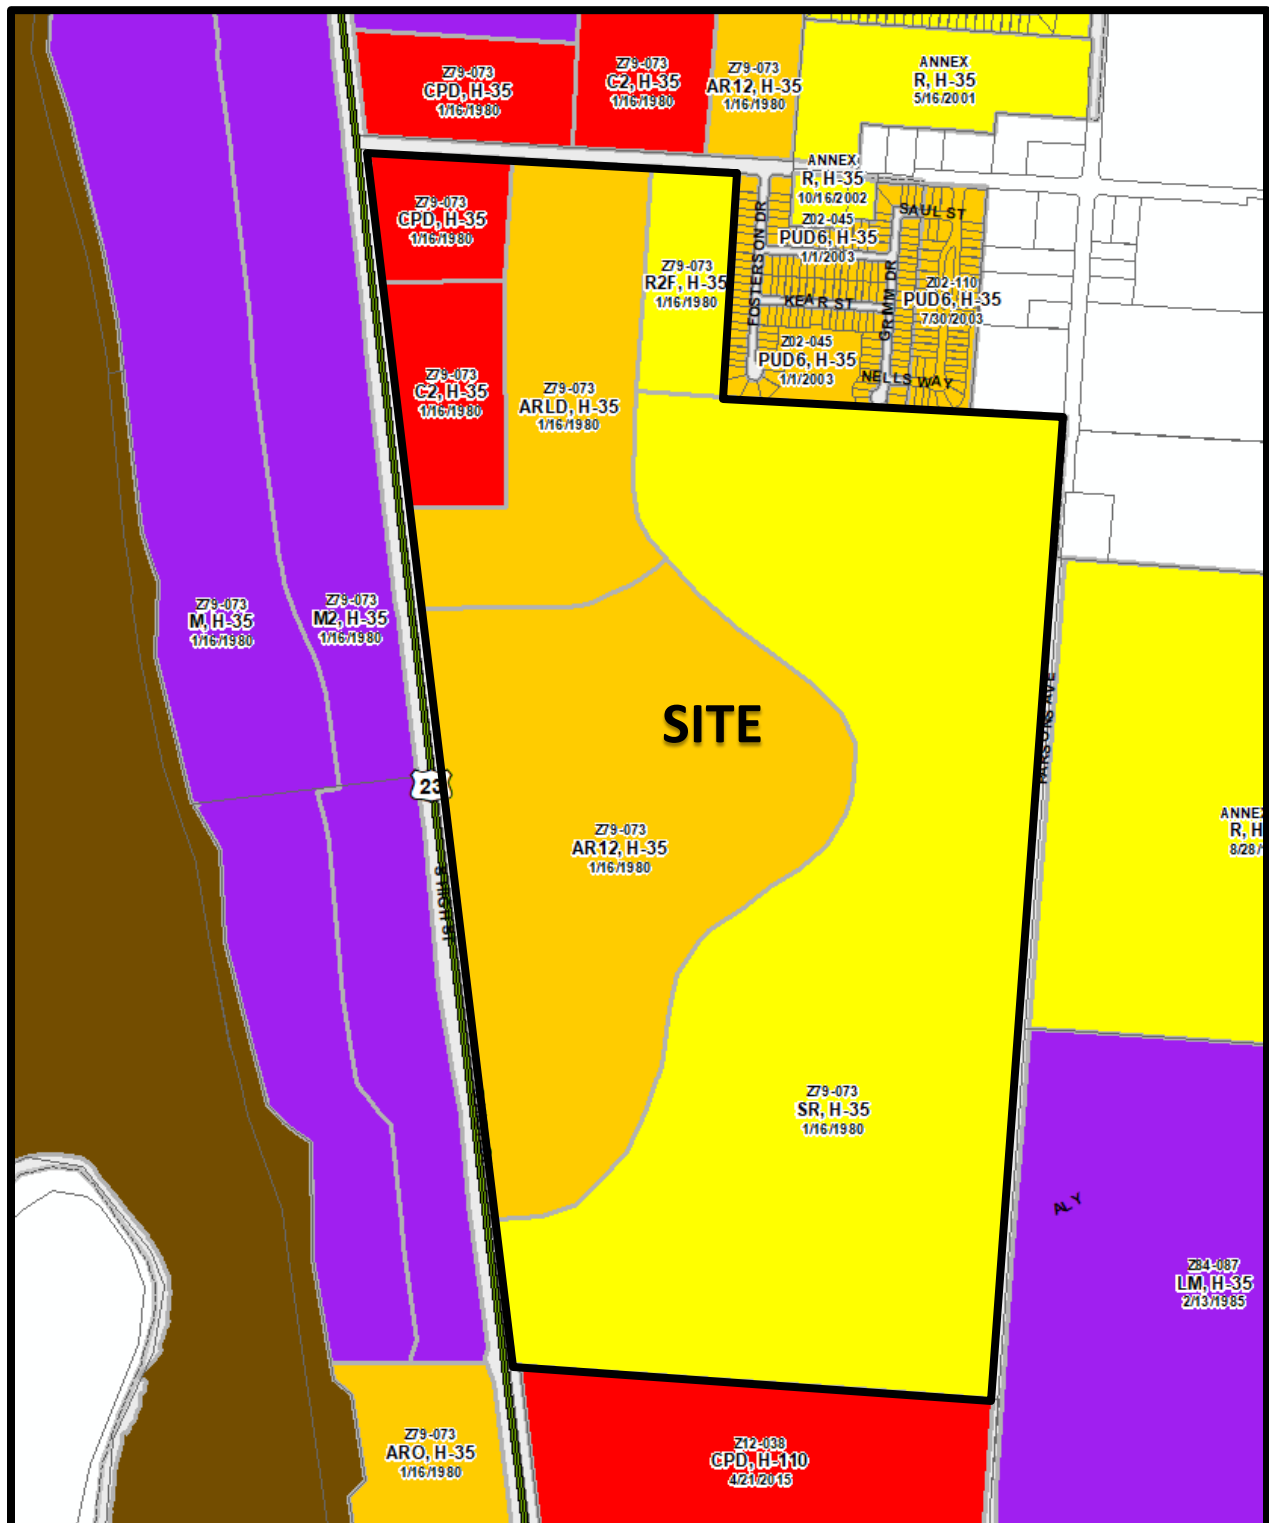 Z79-073
CPD, H-35
1/16/1980
Z79-073
C2, H-35
1/16/1980
Z79-073
AR12, H-35
1/16/1980
ANNEX
R, H-35
5/16/2001
ANNEX
R, H-35
10/16/2002
Z79-073
CPD, H-35
1/16/1980
Z79-073
R2F, H-35
1/16/1980
FOSTERSON DR
SAUL ST
Z02-045
PUD6, H-35
1/1/2003
KEAR ST
GRIMM DR
Z02-110
PUD6, H-35
7/30/2003
Z02-045
PUD6, H-35
1/1/2003
NELLS WAY
Z79-073
C2, H-35
1/16/1980
Z79-073
ARLD, H-35
1/16/1980
Z79-073
M, H-35
1/16/1980
Z79-073
M2, H-35
1/16/1980
SITE
PARSONS AVE
23
Z79-073
AR12, H-35
1/16/1980
ANNEX
R, H
8/28/
S HIGH ST
Z79-073
SR, H-35
1/16/1980
ALY
Z84-087
LM, H-35
2/13/1985
Z79-073
ARO, H-35
1/16/1980
Z12-038
CPD, H-110
4/21/2015